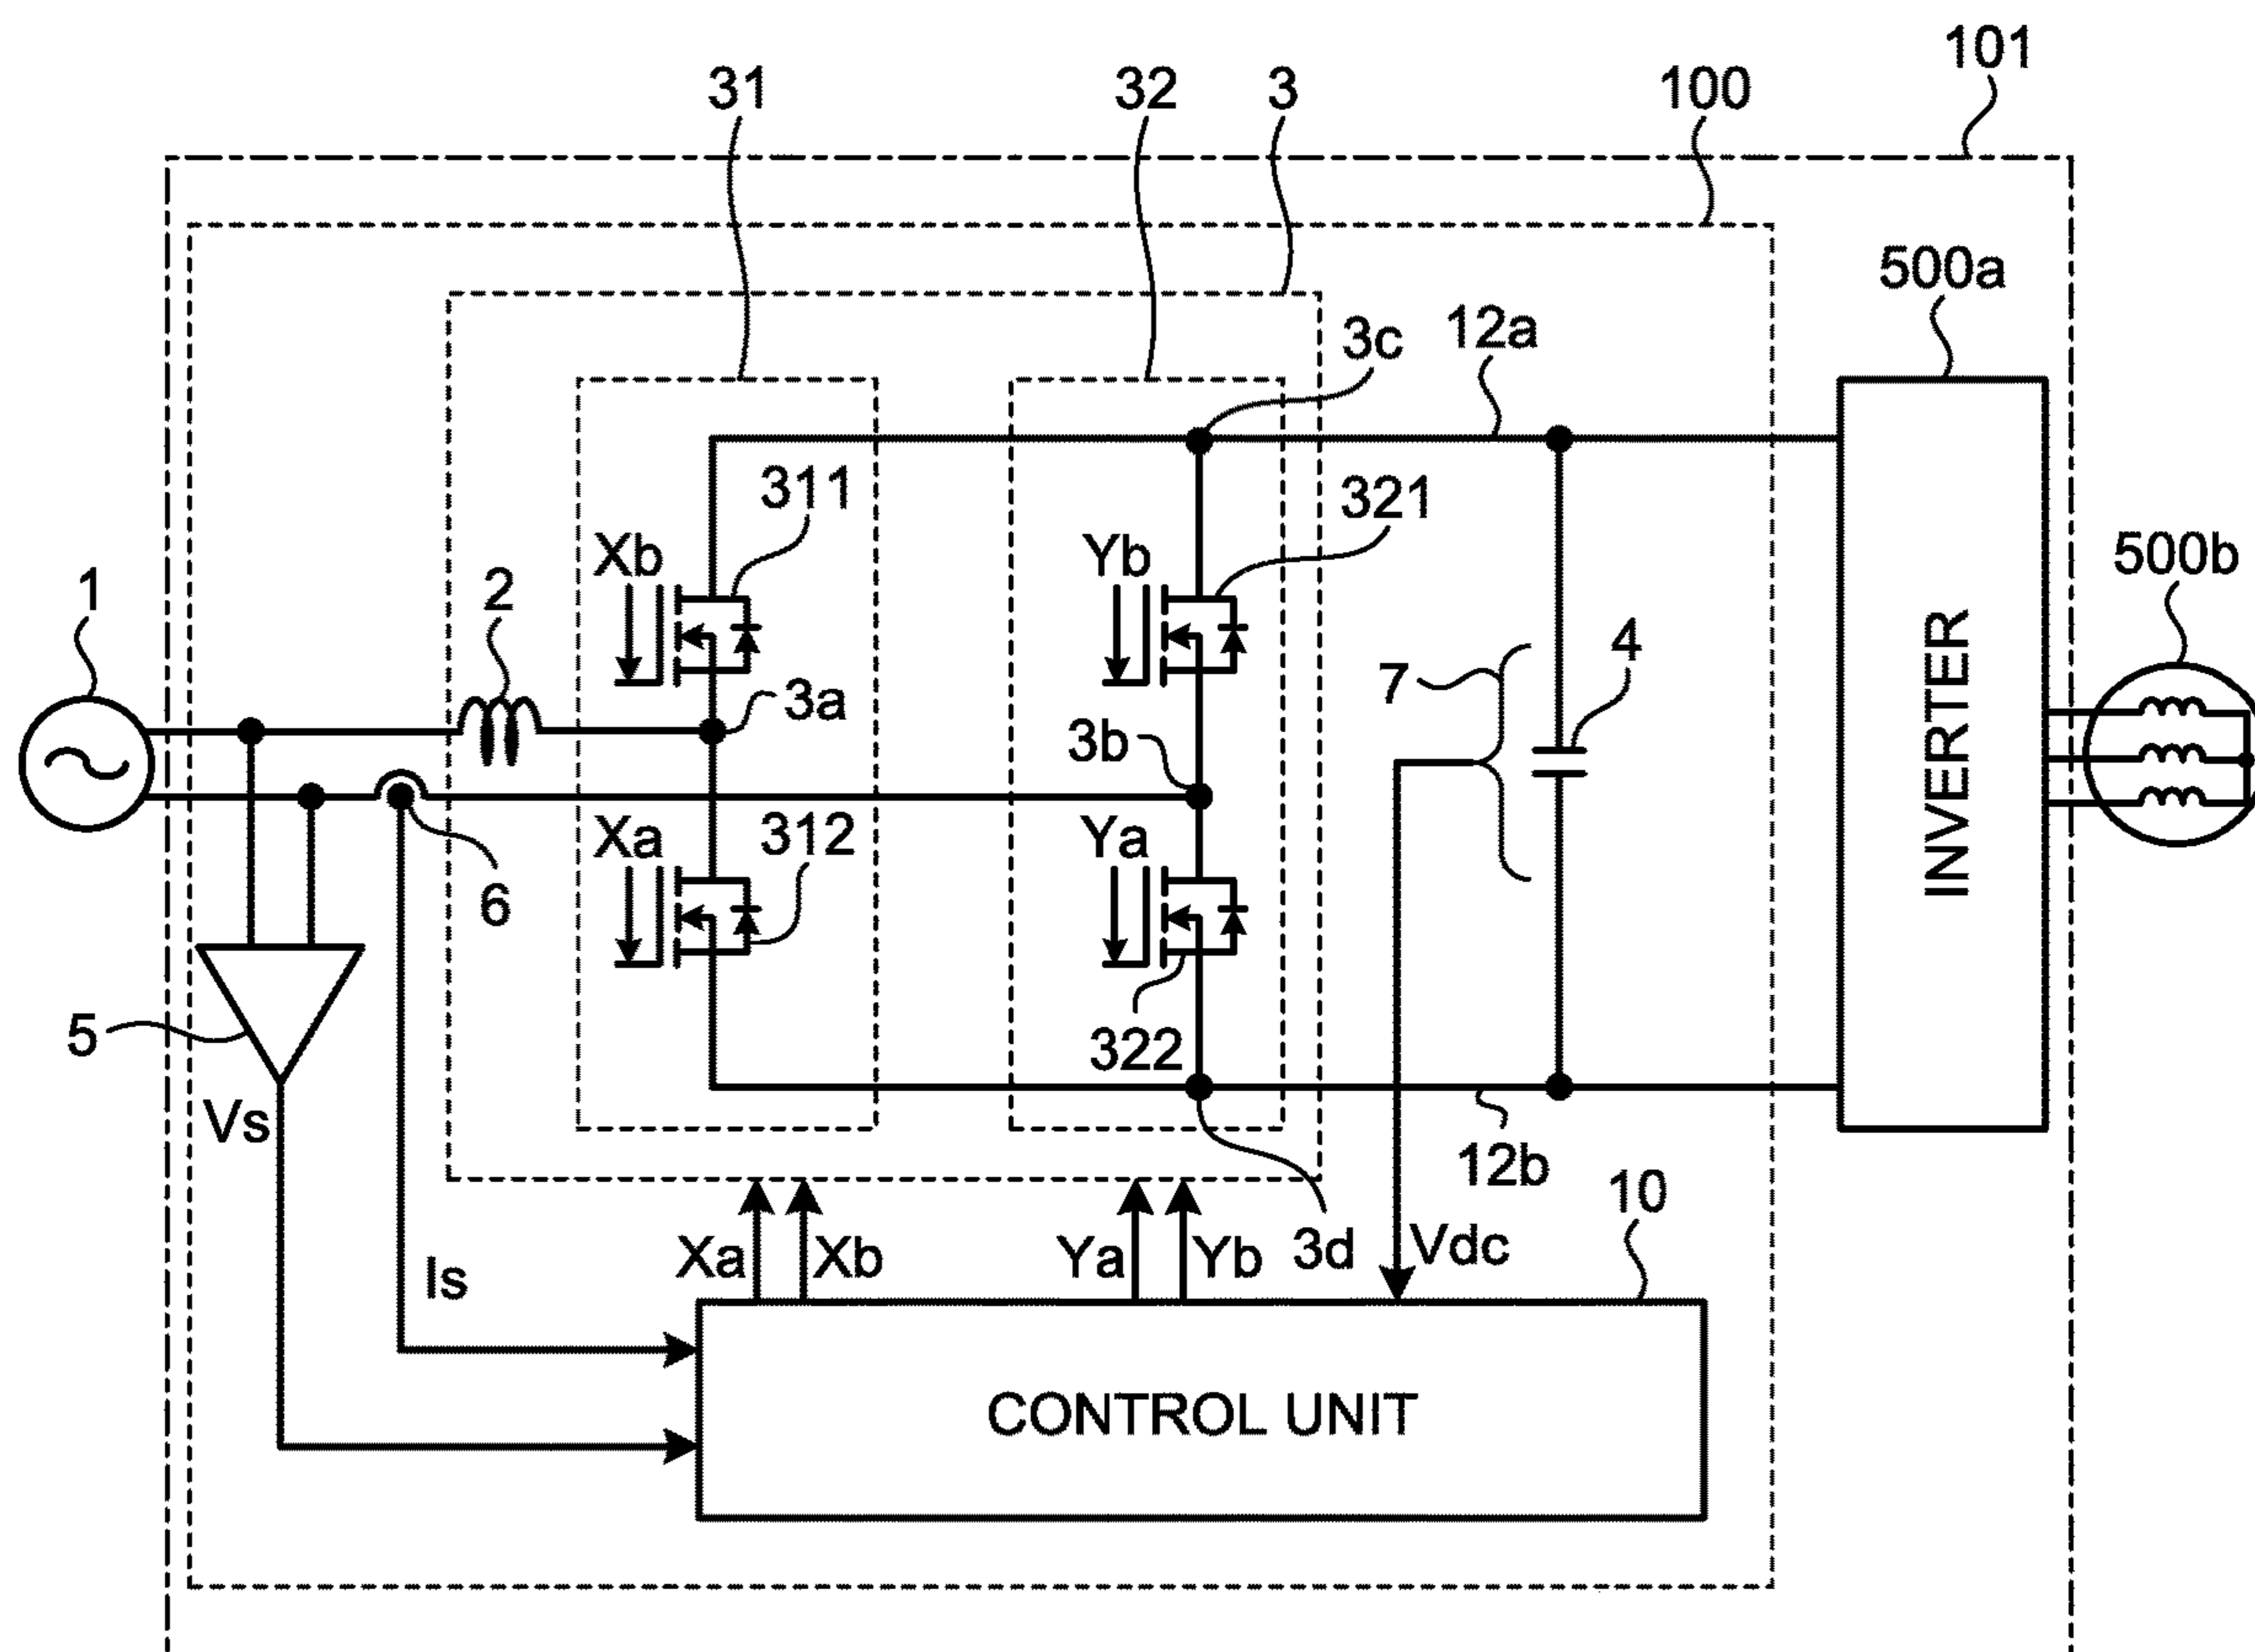 101
31
32
3
100
500a
3c
12a
311
321
Xb
Yb
500b
1
2
4
7
3a
3b
INVERTER
Xa
312
Ya
6
5
322
Vs
12b
10
Xa
Xb
Ya
Yb
3d
Vdc
Is
CONTROL UNIT